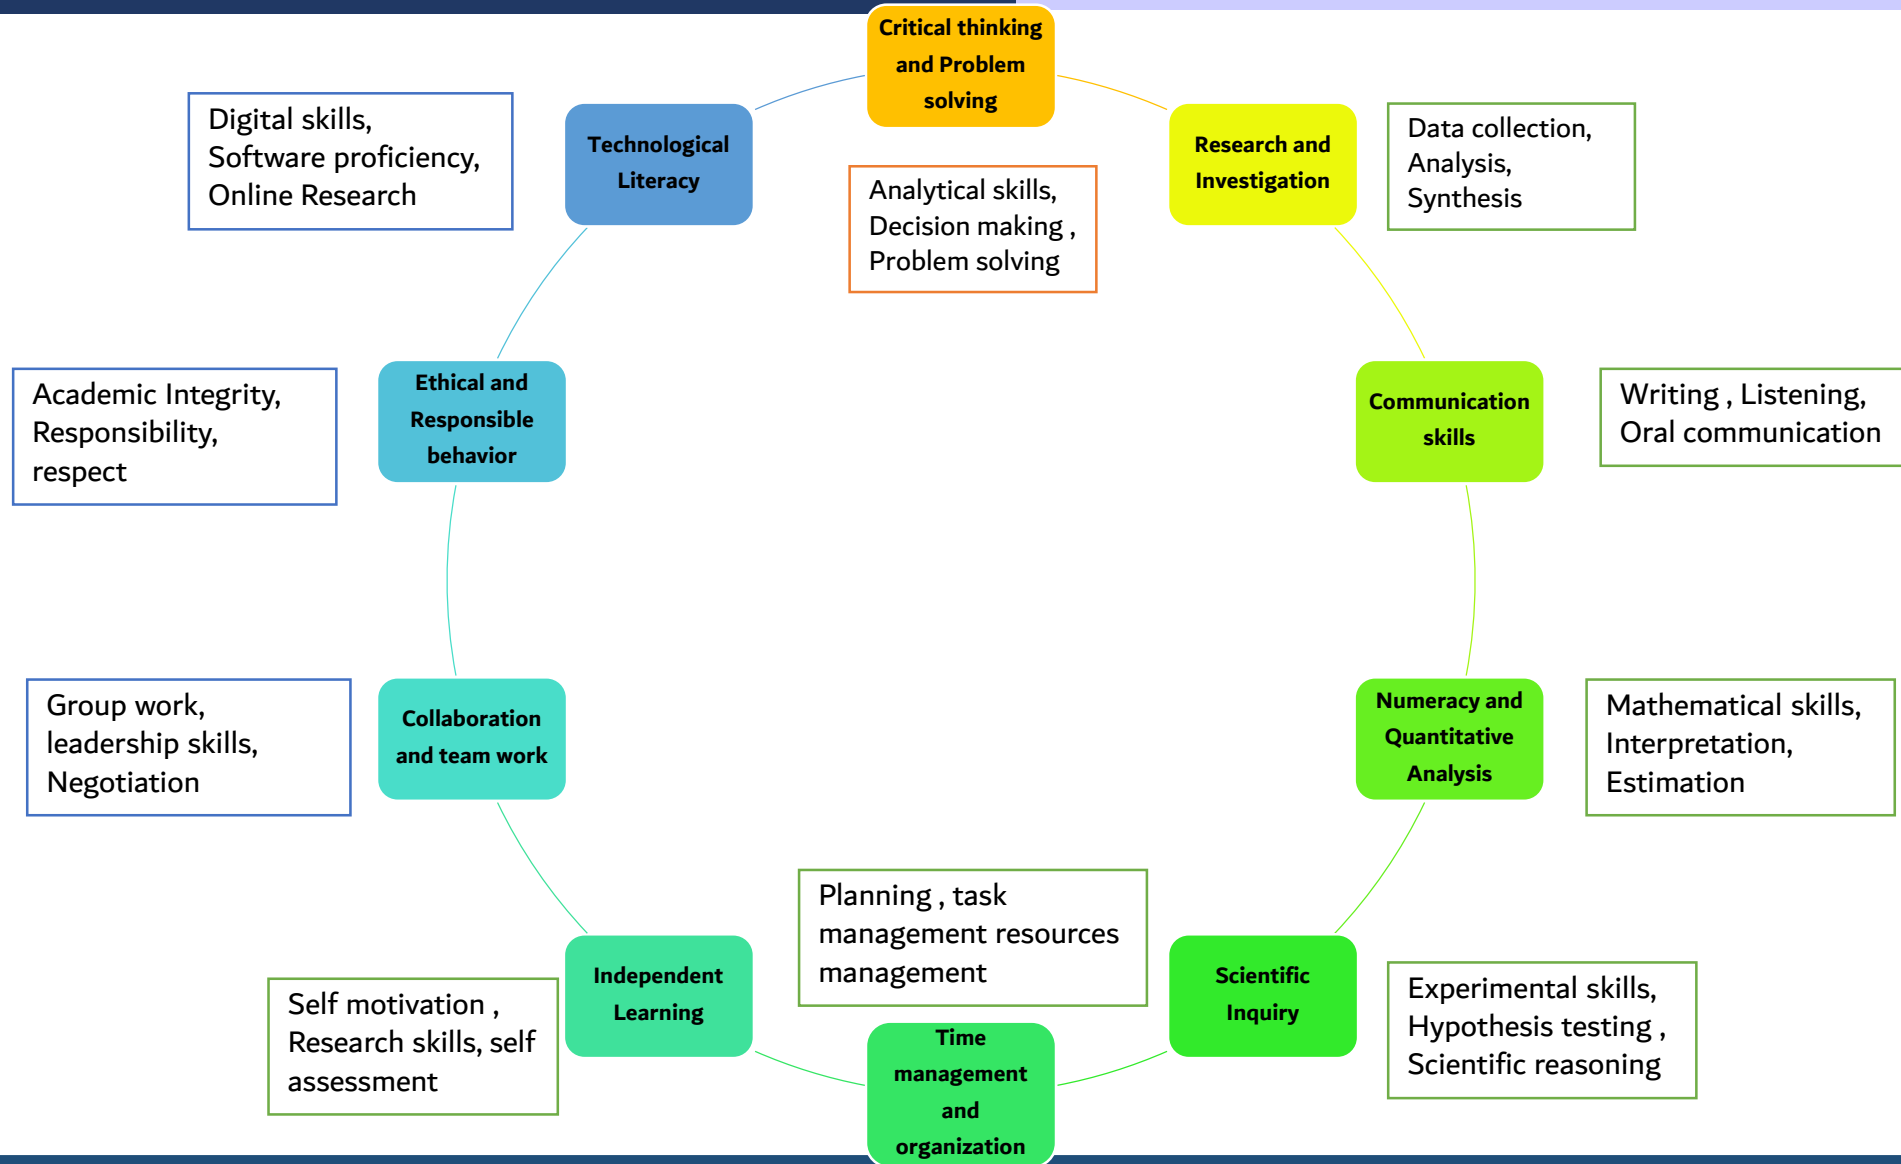 Critical thinking
and Problem
solving
Analytical skills,
Decision making ,
Problem solving
Research and
Investigation
Data collection,
Analysis,
Synthesis
Communication
skills
Writing , Listening,
Oral communication
Numeracy and
Quantitative
Analysis
Mathematical skills,
Interpretation,
Estimation
Scientific
Inquiry
Experimental skills,
Hypothesis testing ,
Scientific reasoning
Time
management
and
organization
Planning , task
management resources
management
Independent
Learning
Self motivation ,
Research skills, self
assessment
Collaboration
and team work
Group work,
leadership skills,
Negotiation
Ethical and
Responsible
behavior
Academic Integrity,
Responsibility,
respect
Technological
Literacy
Digital skills,
Software proficiency,
Online Research